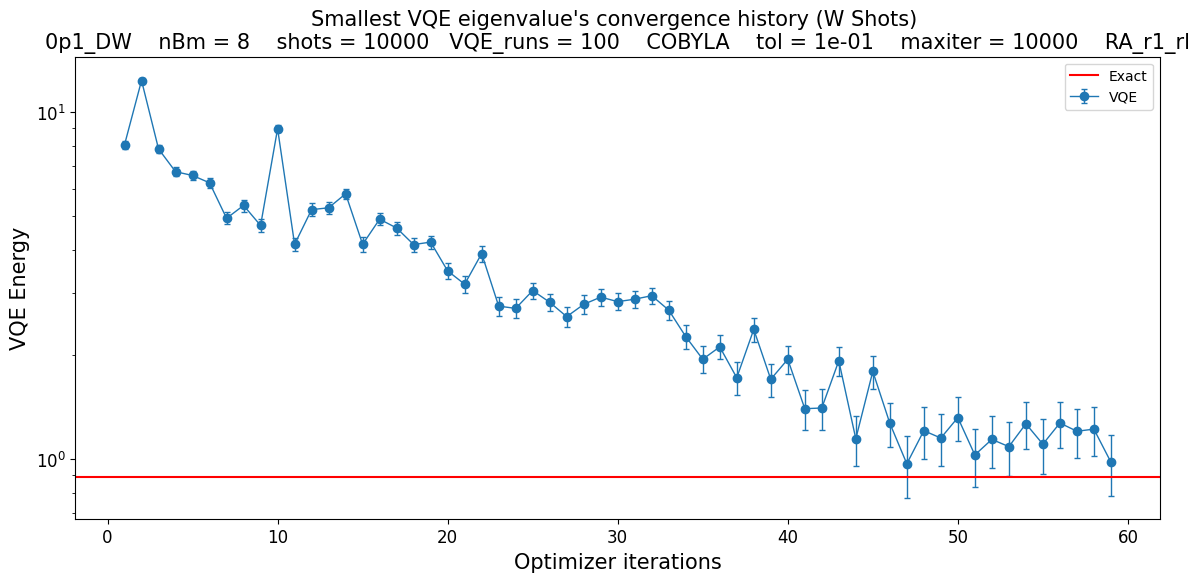 Smallest VQE eigenvalue's convergence history (W Shots)
0p1_DW nBm = 8 shots = 10000 VQE_runs = 100 COBYLA tol = 1e-01 maxiter = 10000
Exact
VQE
VQE Energy
10¹
10⁰
0 10 20 30 40 50 60
Optimizer iterations